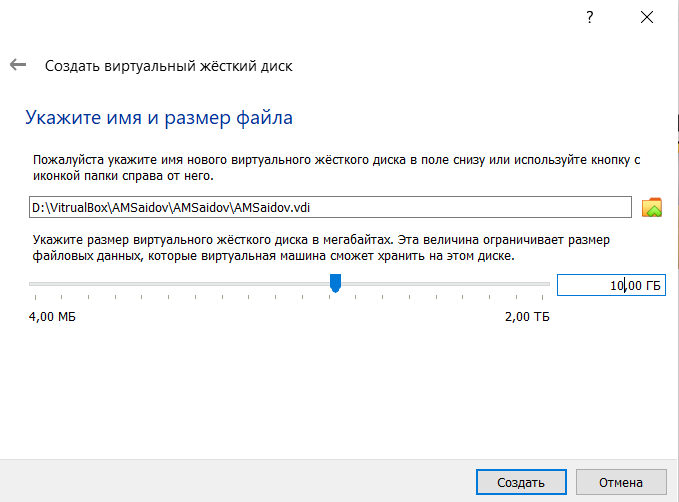 ?
Создать виртуальный жёсткий диск
Укажите имя и размер файла
Пожалуйста укажите имя нового виртуального жёсткого диска в поле снизу или используйте кнопку с
иконкой папки справа от него.
D:\VitrualBox\AMSaidov\AMSaidov\AMSaidov.vdi
Укажите размер виртуального жёсткого диска в мегабайтах. Эта величина ограничивает размер
файловых данных, которые виртуальная машина сможет хранить на этом диске.
10,00 ГБ
4,00 МБ 2,00 ТБ
Создать Отмена